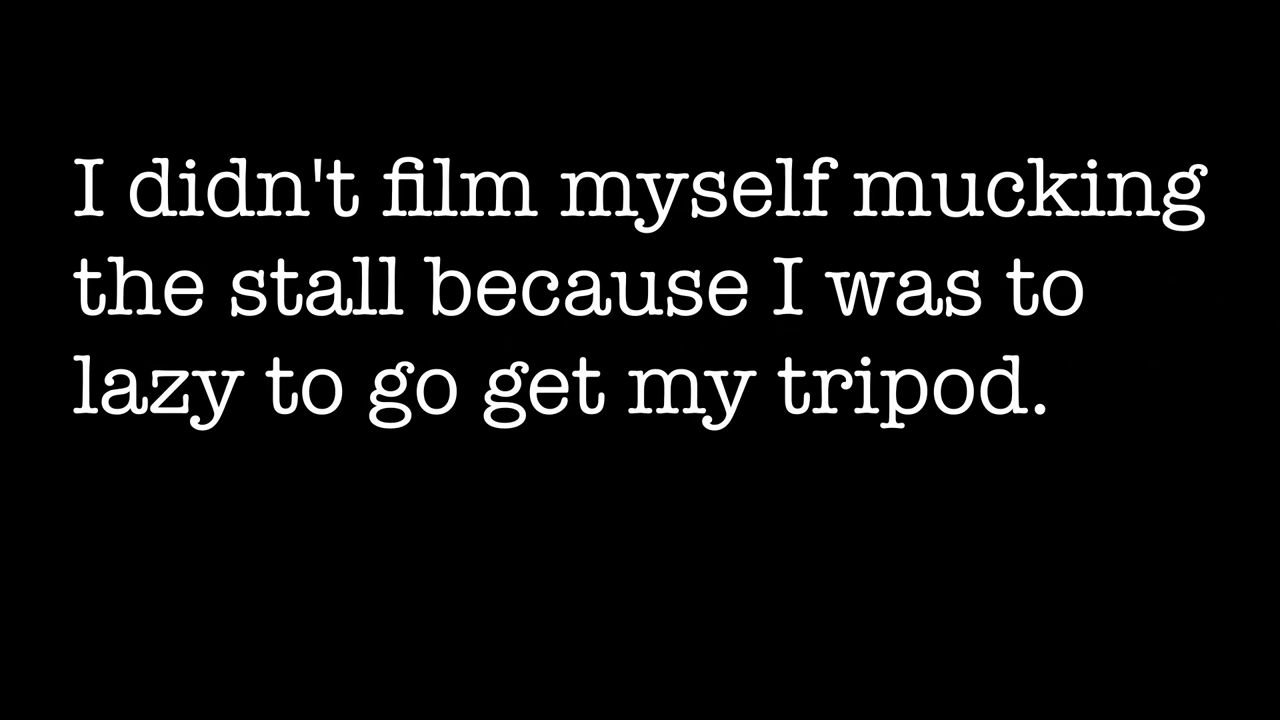 I didn't film myself mucking
the stall because I was to
lazy to go get my tripod.